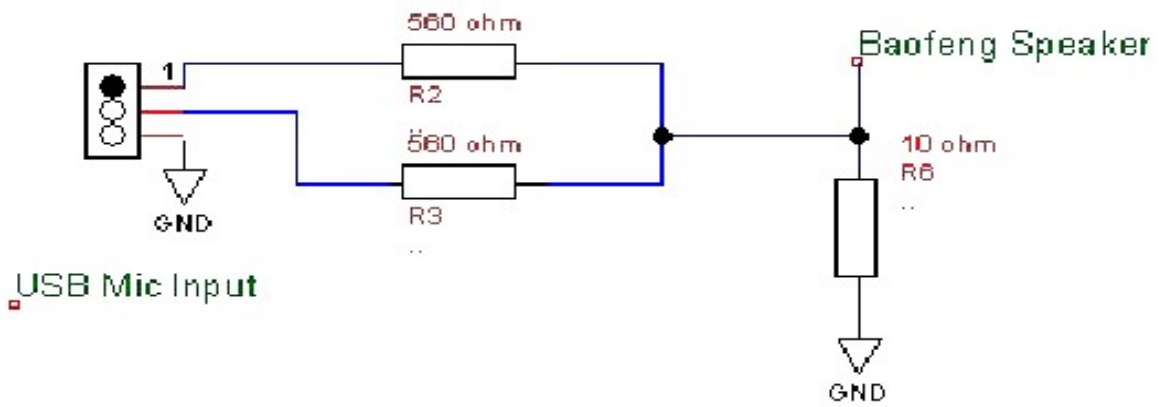 560 ohm
Baofeng Speaker
1
R2
..
560 ohm
10 ohm
R6
..
R3
..
GND
USB Mic Input
GND